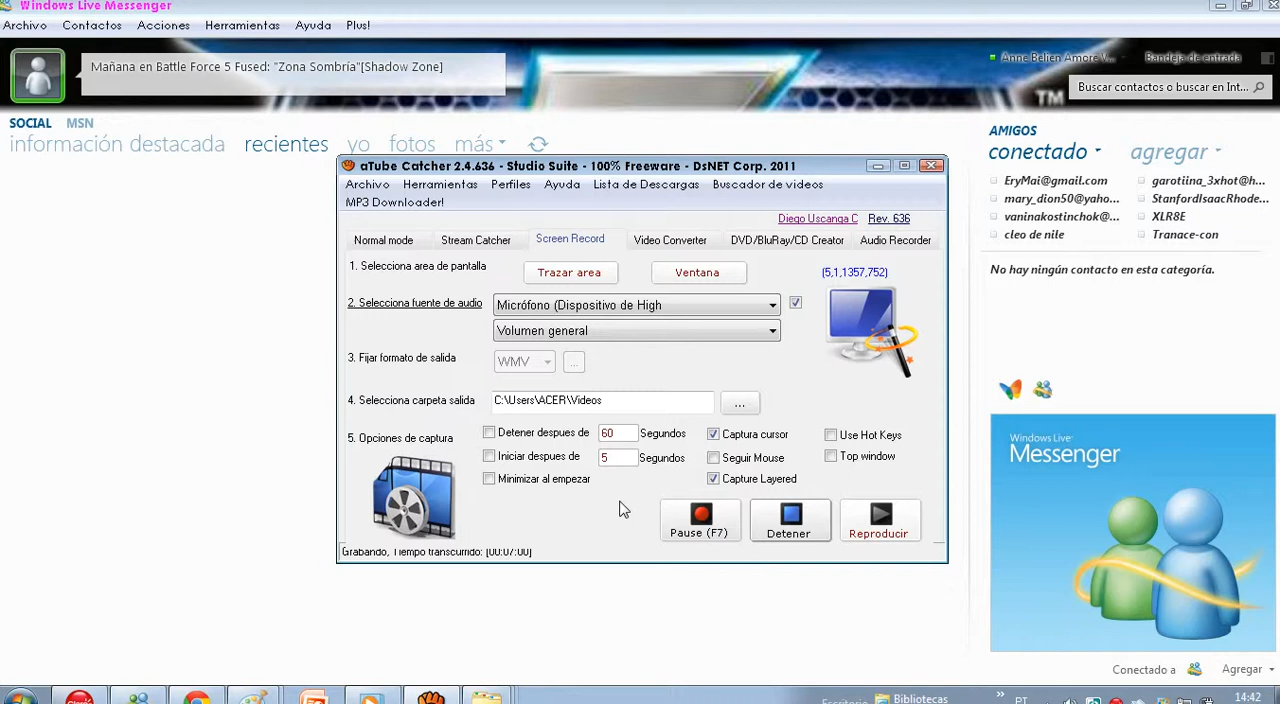 Windows Live Messenger
Archivo Contactos Acciones Herramientas Ayuda Plus!
Mañana en Battle Force 5 Fused: "Zona Sombría"[Shadow Zone]
Anne Belien Amore V... Bandeja de entrada
Buscar contactos o buscar en Int...
TM
SOCIAL MSN
información destacada recientes yo fotos más
AMIGOS
conectado agregar
EryMai@gmail.com garotiina_3xhot@h...
mary_dion50@yaho... StanfordIsaacRhode...
vaninakostinchok@... XLR8E
cleo de nile Tranace-con
No hay ningún contacto en esta categoría.
aTube Catcher 2.4.636 - Studio Suite - 100% Freeware - DsNET Corp. 2011
Archivo Herramientas Perfiles Ayuda Lista de Descargas Buscador de videos
MP3 Downloader!
Diego Uscanga C Rev. 636
Normal mode Stream Catcher Screen Record Video Converter DVD/BluRay/CD Creator Audio Recorder
1. Selecciona area de pantalla Trazar area Ventana (5,1,1357,752)
2. Selecciona fuente de audio Micrófono (Dispositivo de High
Volumen general
3. Fijar formato de salida WMV ...
4. Selecciona carpeta salida C:\Users\ACER\Videos ...
5. Opciones de captura
Detener despues de 60 Segundos Captura cursor Use Hot Keys
Iniciar despues de 5 Segundos Seguir Mouse Top window
Minimizar al empezar Capture Layered
Pause (F7) Detener Reproducir
Grabando, Tiempo transcurrido: [00:07:00]
Windows Live
Messenger
Conectado a Agregar
Escritorio Bibliotecas PT 14:42